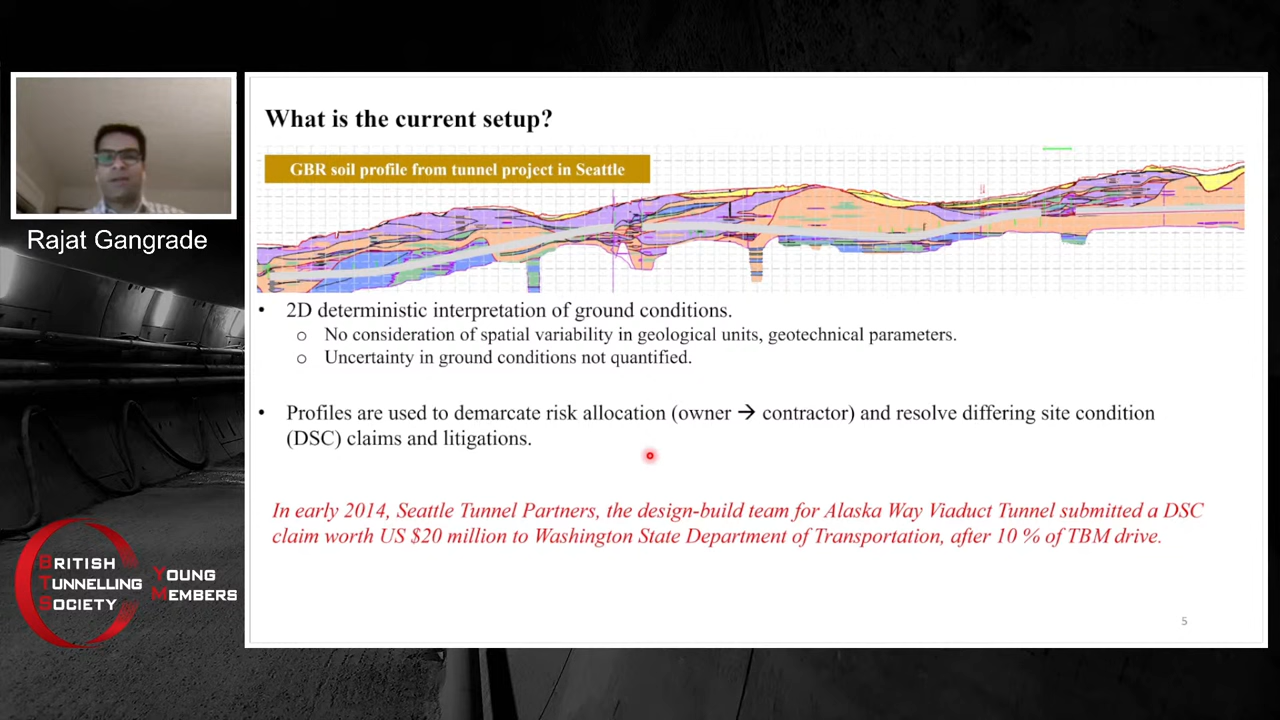 What is the current setup?
GBR soil profile from tunnel project in Seattle
Rajat Gangrade
• 2D deterministic interpretation of ground conditions.
o No consideration of spatial variability in geological units, geotechnical parameters.
o Uncertainty in ground conditions not quantified.
• Profiles are used to demarcate risk allocation (owner → contractor) and resolve differing site condition
(DSC) claims and litigations.
In early 2014, Seattle Tunnel Partners, the design-build team for Alaska Way Viaduct Tunnel submitted a DSC
claim worth US $20 million to Washington State Department of Transportation, after 10 % of TBM drive.
BRITISH
TUNNELLING
SOCIETY
YOUNG
MEMBERS
5